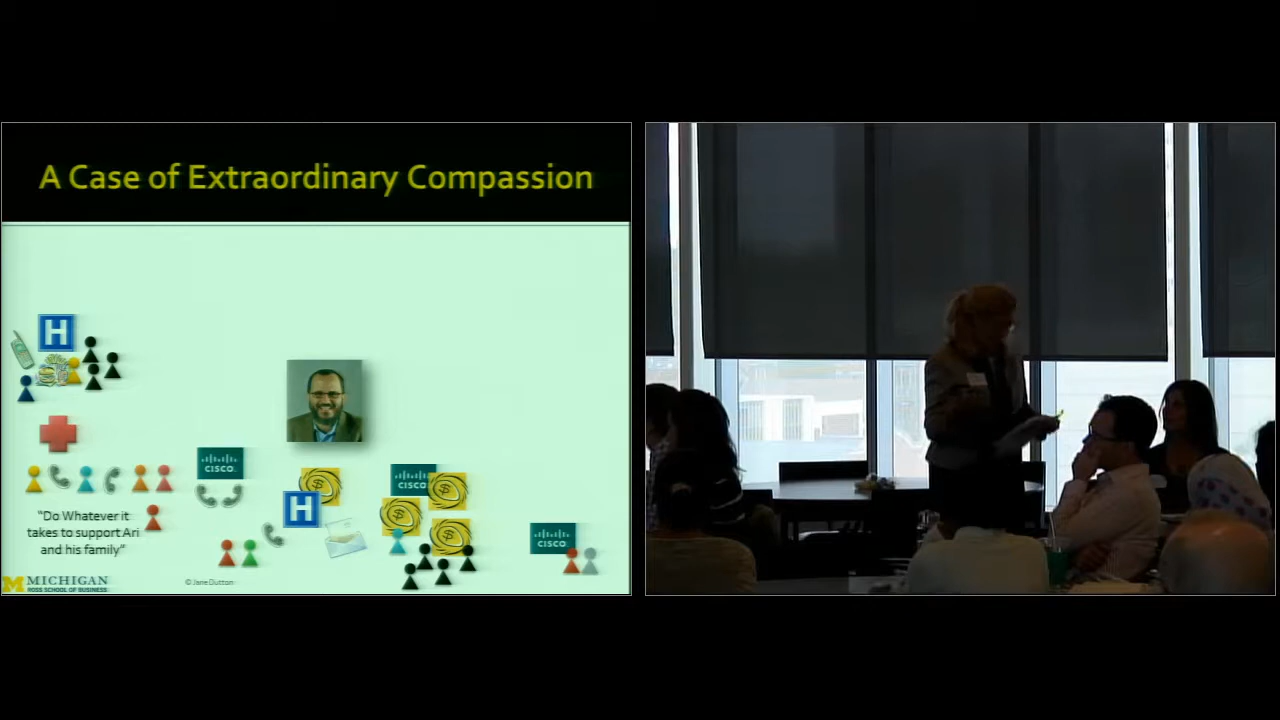 A Case of Extraordinary Compassion
H
CISCO
H
CISCO
CISCO
"Do Whatever it
takes to support Ari
and his family"
M MICHIGAN
ROSS SCHOOL OF BUSINESS
© Jane Dutton